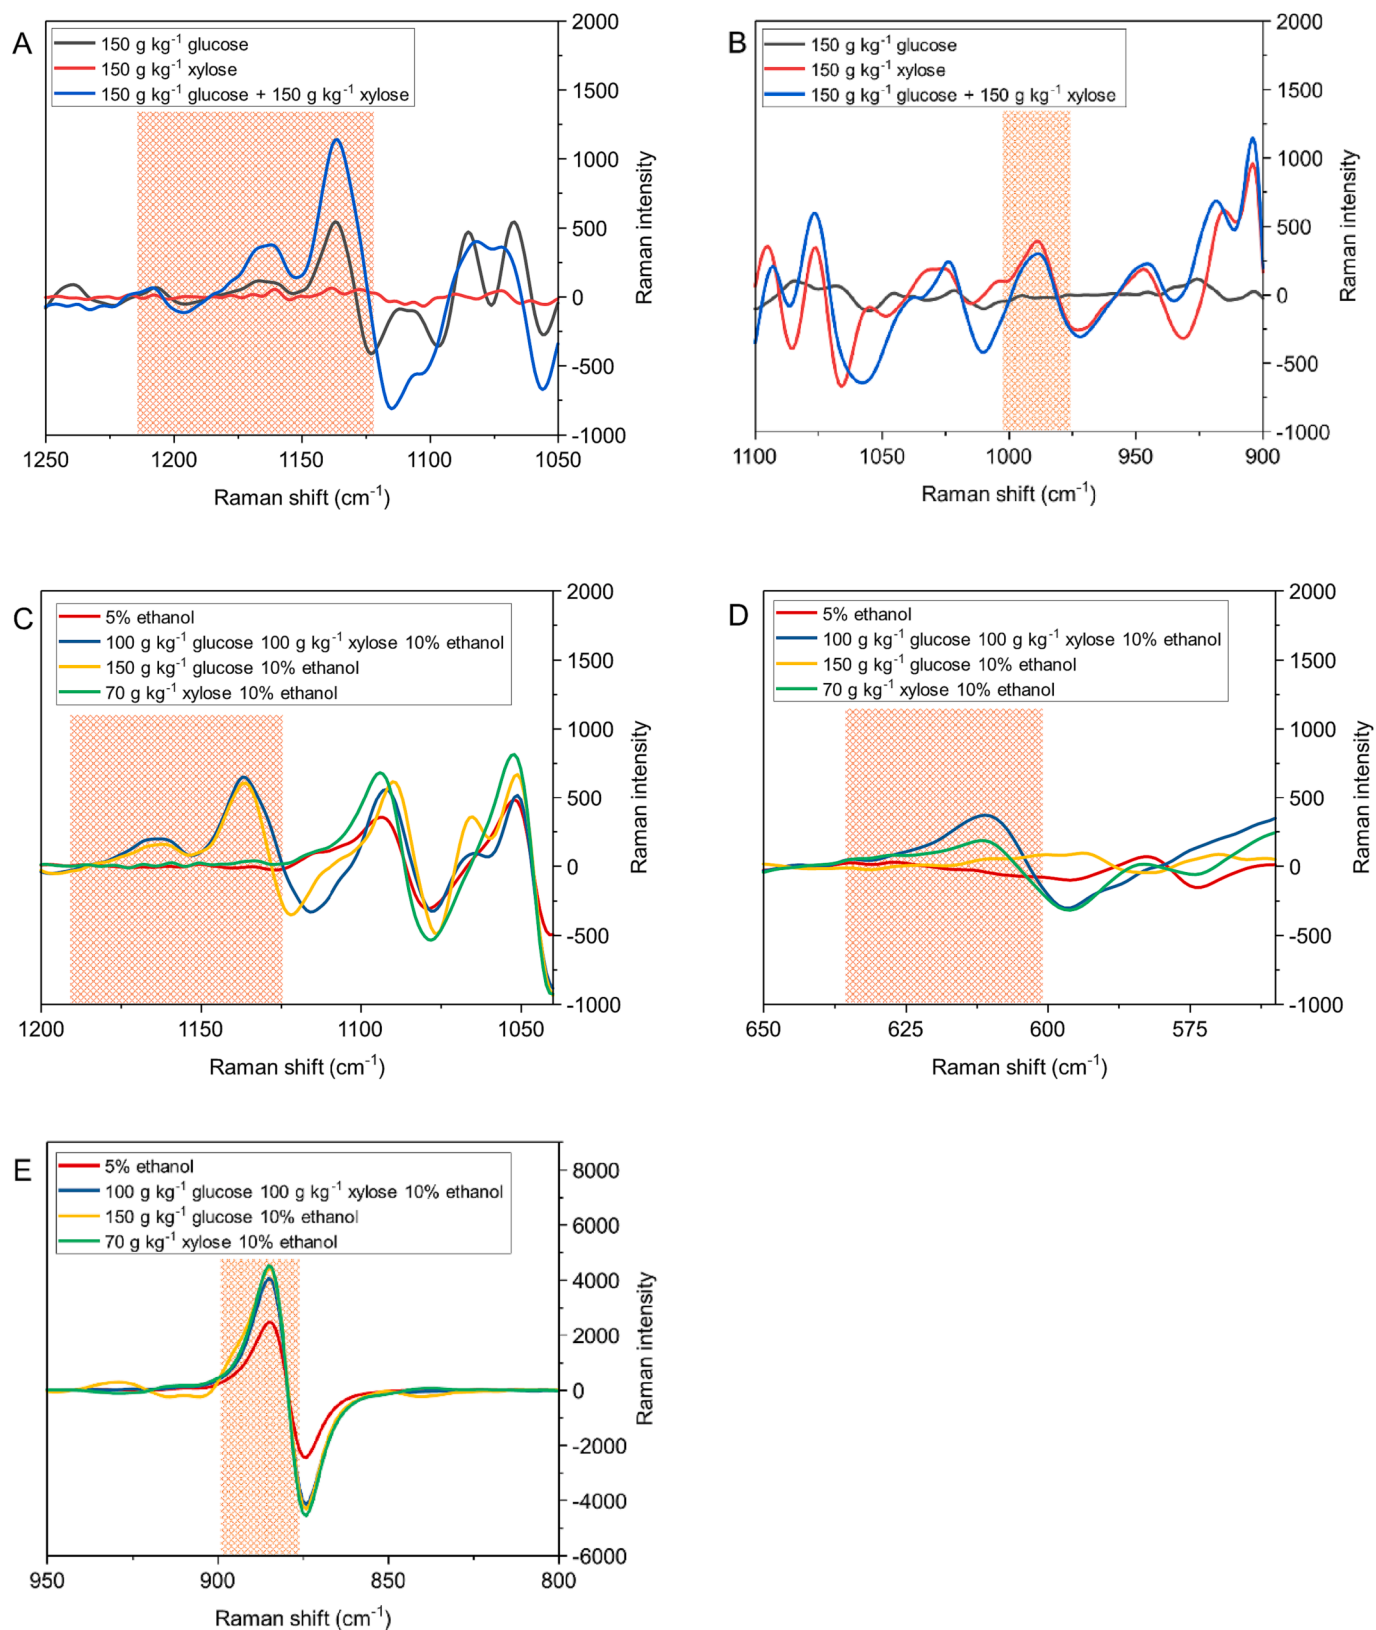 A
150 g kg⁻¹ glucose
150 g kg⁻¹ xylose
150 g kg⁻¹ glucose + 150 g kg⁻¹ xylose
2000
1500
1000
500
0
-500
-1000
Raman intensity
1250 1200 1150 1100 1050
Raman shift (cm⁻¹)
B
150 g kg⁻¹ glucose
150 g kg⁻¹ xylose
150 g kg⁻¹ glucose + 150 g kg⁻¹ xylose
2000
1500
1000
500
0
-500
-1000
Raman intensity
1100 1050 1000 950 900
Raman shift (cm⁻¹)
C
5% ethanol
100 g kg⁻¹ glucose 100 g kg⁻¹ xylose 10% ethanol
150 g kg⁻¹ glucose 10% ethanol
70 g kg⁻¹ xylose 10% ethanol
2000
1500
1000
500
0
-500
-1000
Raman intensity
1200 1150 1100 1050
Raman shift (cm⁻¹)
D
5% ethanol
100 g kg⁻¹ glucose 100 g kg⁻¹ xylose 10% ethanol
150 g kg⁻¹ glucose 10% ethanol
70 g kg⁻¹ xylose 10% ethanol
2000
1500
1000
500
0
-500
-1000
Raman intensity
650 625 600 575
Raman shift (cm⁻¹)
E
5% ethanol
100 g kg⁻¹ glucose 100 g kg⁻¹ xylose 10% ethanol
150 g kg⁻¹ glucose 10% ethanol
70 g kg⁻¹ xylose 10% ethanol
8000
6000
4000
2000
0
-2000
-4000
-6000
Raman intensity
950 900 850 800
Raman shift (cm⁻¹)